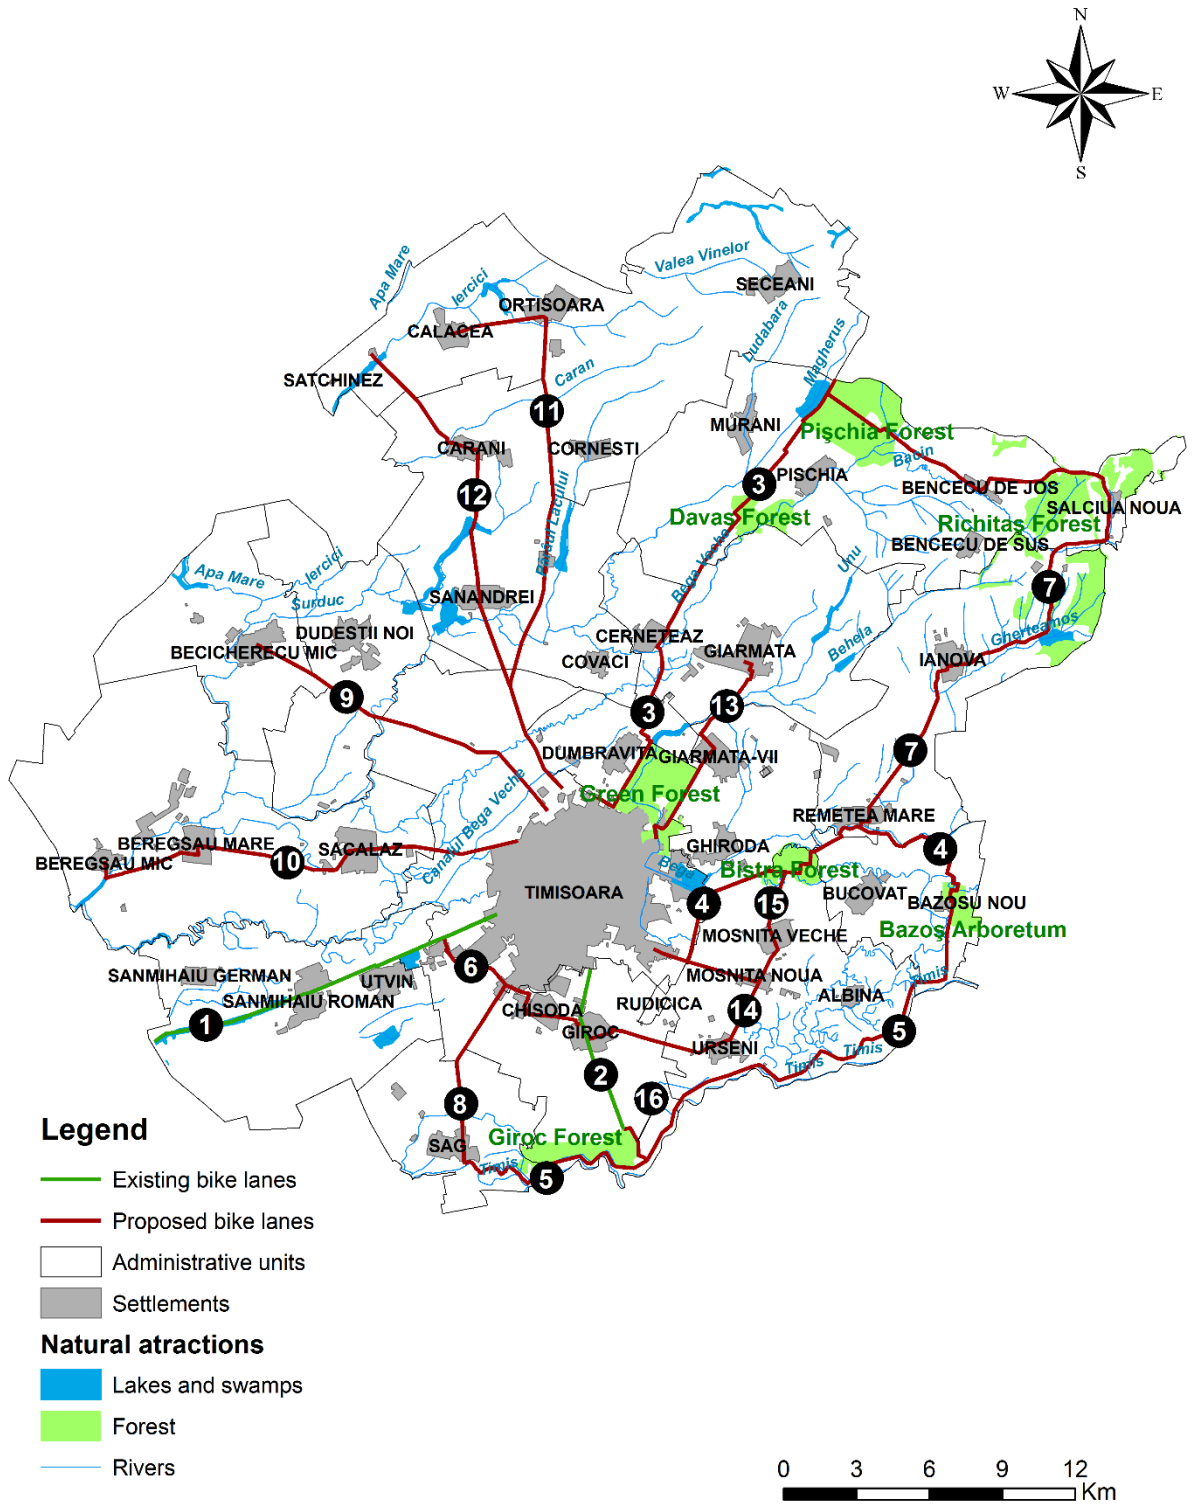 N
W
E
S
Valea Vinelor
SECEANI
Apa Mare
Iercici
ORTISOARA
CALACEA
Ludabara
Magherus
SATCHINEZ
Caran
11
MURANI
Pischia Forest
CARANI
CORNESTI
Bacin
12
3
PISCHIA
BENCECU DE JOS
Davas Forest
SALCIUA NOUA
Richitas Forest
BENCECU DE SUS
Iercici
Apa Mare
Surduc
Bega Veche
Unu
7
SANANDREI
DUDESTII NOI
BECICHERECU MIC
CERNETEAZ
COVACI
GIARMATA
Behela
Gherteamos
IANOVA
9
3
13
DUMBRAVITA
GIARMATA-VII
7
Green Forest
Canalul Bega Veche
REMETEA MARE
BEREGSAU MARE
BEREGSAU MIC
10
SACALAZ
GHIRODA
4
Bega
Bistra Forest
TIMISOARA
BUCOVAT
BAZOSU NOU
4
15
Bazoș Arboretum
MOSNITA VECHE
6
SANMIHAIU GERMAN
UTVIN
MOSNITA NOUA
Timis
SANMIHAIU ROMAN
CHISODA
RUDICICA
ALBINA
1
GIROC
14
5
URSENI
Timis
Timis
2
8
16
Giroc Forest
SAG
Timis
5
Legend
Existing bike lanes
Proposed bike lanes
Administrative units
Settlements
Natural atractions
Lakes and swamps
Forest
Rivers
0 3 6 9 12
Km